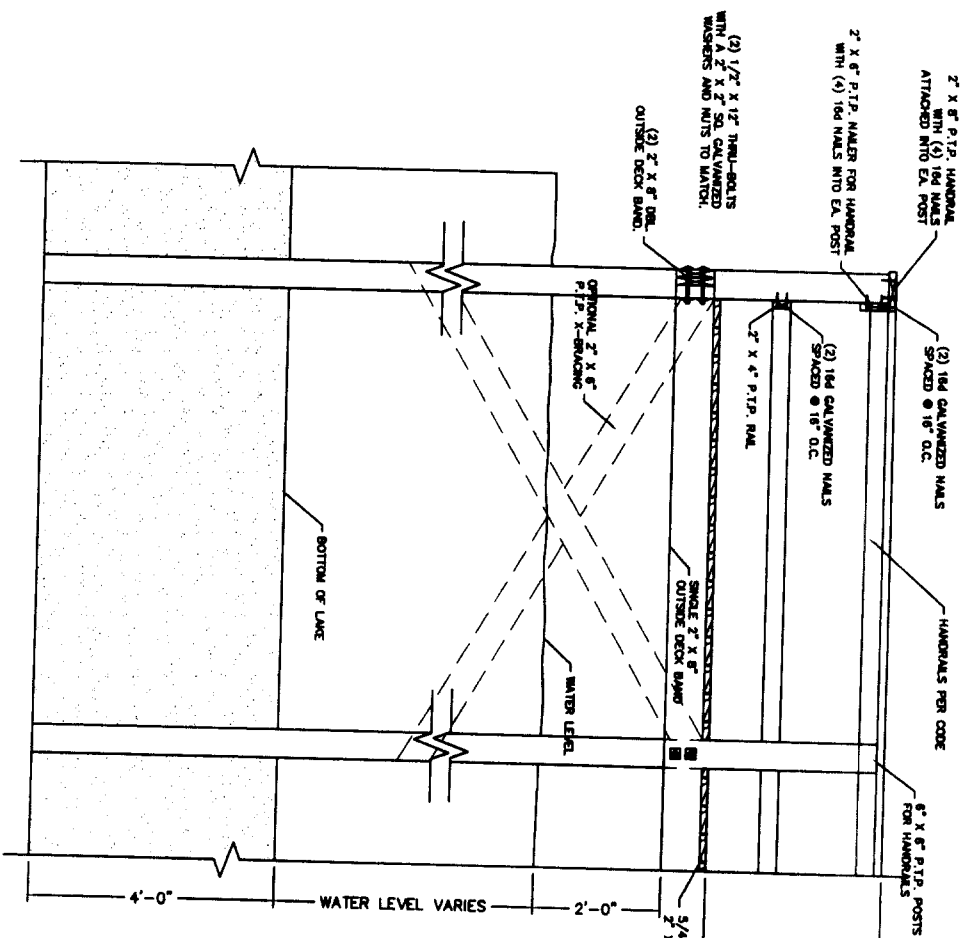 2" X 8" P.T.P. HANDRAIL
WITH (4) 16d NAILS
ATTACHED INTO EA. POST
2" X 6" P.T.P. NAILER FOR HANDRAIL
WITH (4) 16d NAILS INTO EA. POST
(2) 1/2" X 12" THRU-BOLTS
WITH A 2" X 2" SQ. GALVANIZED
WASHERS AND NUTS TO MATCH.
(2) 2" X 8" DBL.
OUTSIDE DECK BAND.
(2) 16d GALVANIZED NAILS
SPACED @ 16" O.C.
(2) 16d GALVANIZED NAILS
SPACED @ 16" O.C.
2" X 4" P.T.P. RAIL
OPTIONAL 2" X 6"
P.T.P. X-BRACING
HANDRAILS PER CODE
6" X 6" P.T.P. POSTS
FOR HANDRAILS
SINGLE 2" X 8"
OUTSIDE DECK BAND
WATER LEVEL
BOTTOM OF LAKE
5/4
2"
4'-0"
WATER LEVEL VARIES
2'-0"